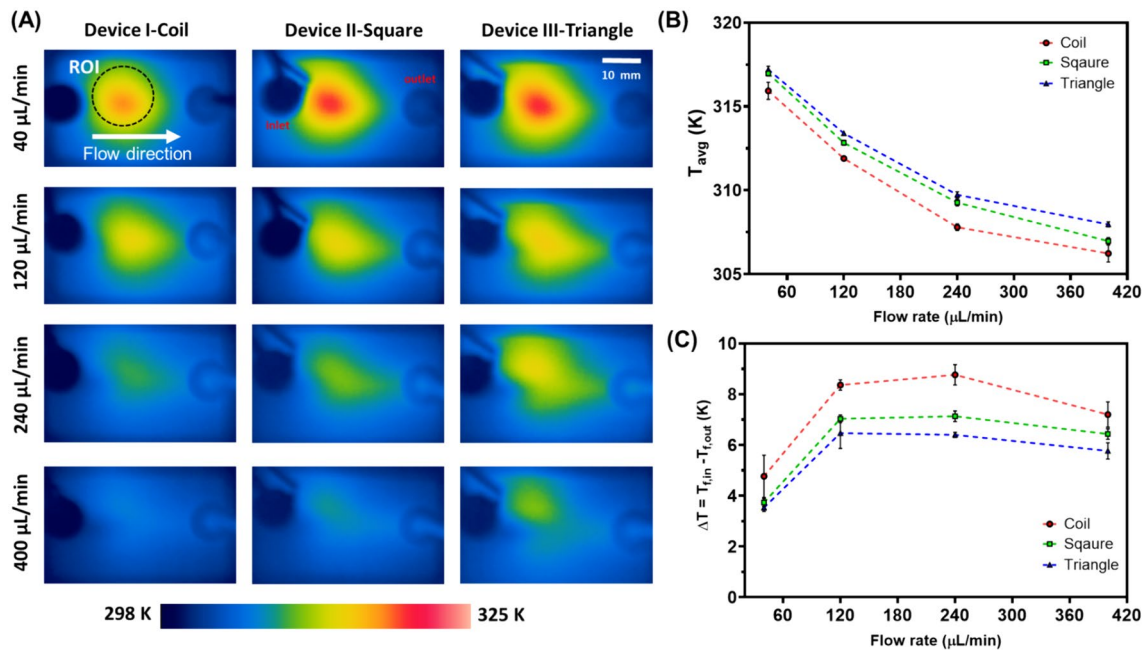 (A)
Device I-Coil
Device II-Square
Device III-Triangle
40 µL/min
ROI
Flow direction
inlet
outlet
10 mm
120 µL/min
240 µL/min
400 µL/min
298 K
325 K
(B)
320
315
310
305
T_avg (K)
60 120 180 240 300 360 420
Flow rate (µL/min)
Coil
Sqaure
Triangle
(C)
10
8
6
4
2
0
ΔT = T_f,in -T_f,out (K)
60 120 180 240 300 360 420
Flow rate (µL/min)
Coil
Sqaure
Triangle